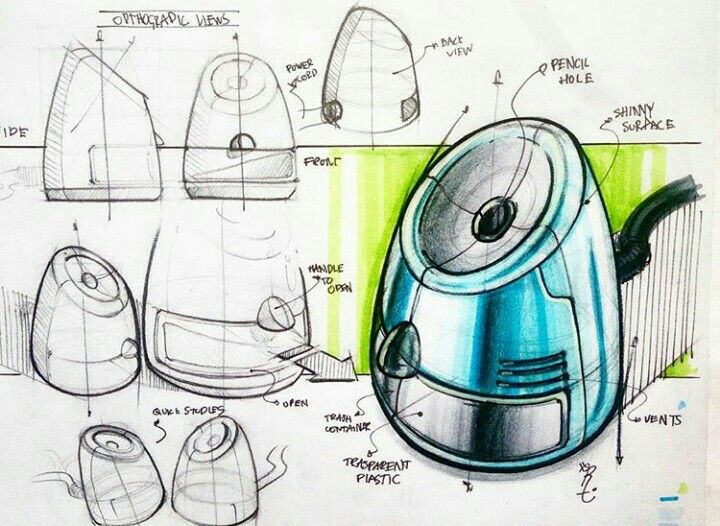 ORTHOGRAPIC VIEWS
POWER
CORD
BACK
VIEW
PENCIL
HOLE
SHINNY
SURFACE
IDE
FRONT
HANDLE
TO
OPEN
OPEN
QUICK STUDIES
TRASH
CONTAINER
TRASPARENT
PLASTIC
VENTS